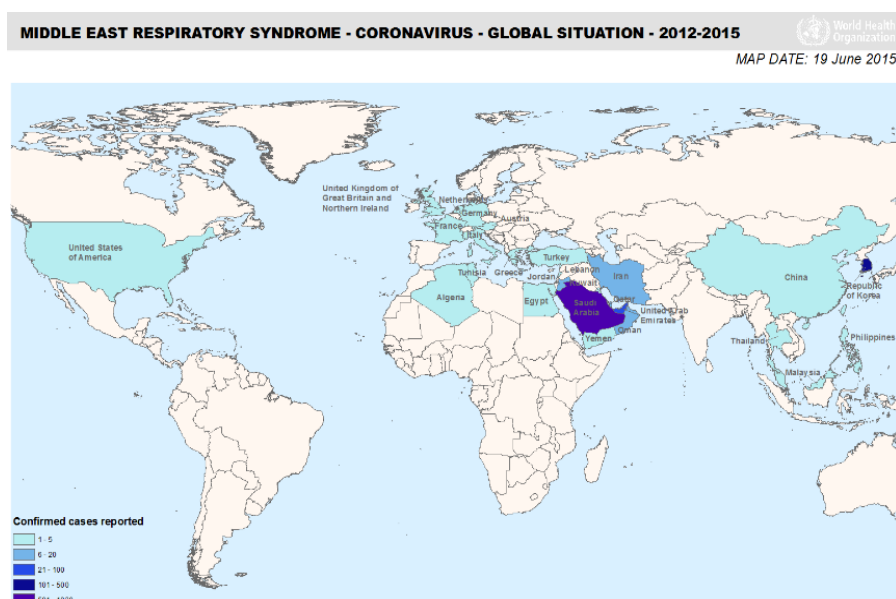 MIDDLE EAST RESPIRATORY SYNDROME - CORONAVIRUS - GLOBAL SITUATION - 2012-2015
World Health
Organization
MAP DATE: 19 June 2015
United Kingdom of
Great Britain and
Northern Ireland
Netherlands
Germany
Austria
France
Italy
United States
of America
Turkey
Tunisia
Greece
Lebanon
Iran
Jordan
Kuwait
China
Algeria
Egypt
Saudi
Arabia
Qatar
United Arab
Emirates
Oman
Yemen
Republic
of Korea
Thailand
Philippines
Malaysia
Confirmed cases reported
1 - 5
6 - 20
21 - 100
101 - 500